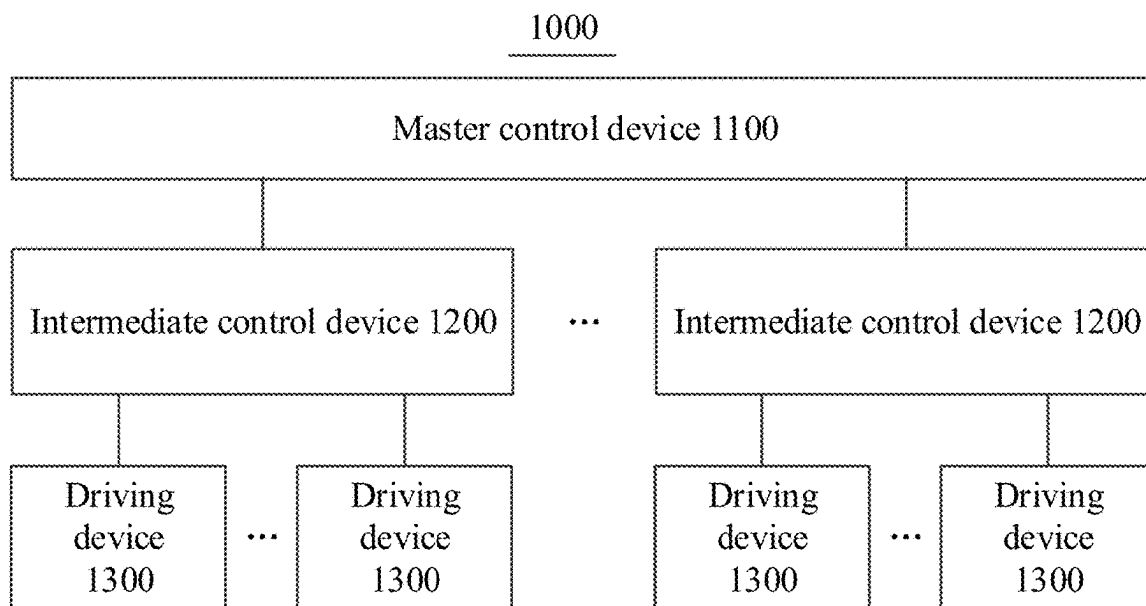 1000
Master control device 1100
Intermediate control device 1200 ... Intermediate control device 1200
Driving device 1300 ... Driving device 1300 Driving device 1300 ... Driving device 1300